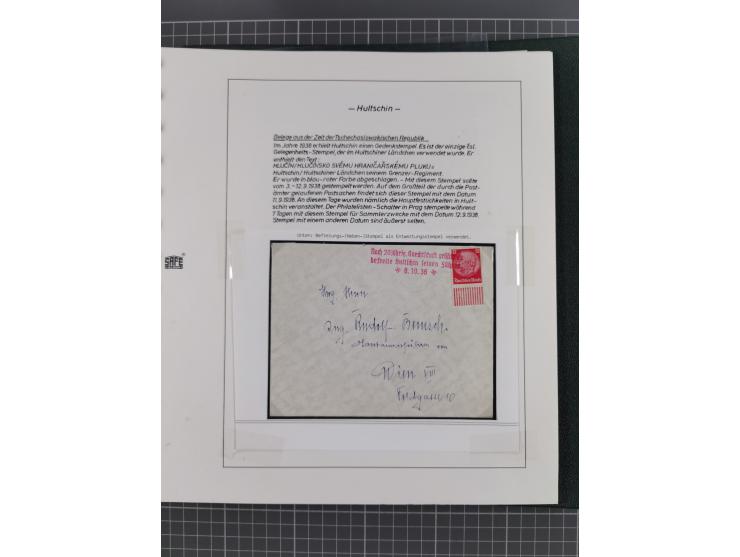 — Hultschin —
Belege aus der Zeit der Tschechoslowakischen Republik
Im Jahre 1938 erhielt Hultschin einen Gedenkstempel. Es ist der einzige čsl.
Gelegenheits-Stempel, der im Hultschiner Ländchen verwendet wurde. Er
enthielt den Text:
HLUČÍN/HLUČÍNSKO SVÉMU HRANIČÁŘSKÉMU PLUKU=
Hultschin/Hultschiner Ländchen seinem Grenzer-Regiment.
Er wurde in blau-roter Farbe abgeschlagen. – Mit diesem Stempel sollte
vom 3.–12.9.1938 gestempelt werden. Auf dem Großteil der durch die Post-
ämter gelaufenen Postsachen findet sich dieser Stempel mit dem Datum
11.9.1938. An diesem Tage wurden nämlich die Hauptfestlichkeiten in Hult-
schin veranstaltet. Der Philatelisten-Schalter in Prag stempelte während
7 Tagen mit diesem Stempel für Sammlerzwecke mit dem Datum 12.9.1938.
Stempel mit einem anderen Datum sind äußerst selten.
Unten: Befreiungs-(Neben-)Stempel als Entwertungsstempel verwendet.
Nach 20jährig. Knechtschaft
befreite Hultschin seinen
* 8.10.38 *
Deutsches Reich
SAFE
Ing. Rudolf
Wien VII